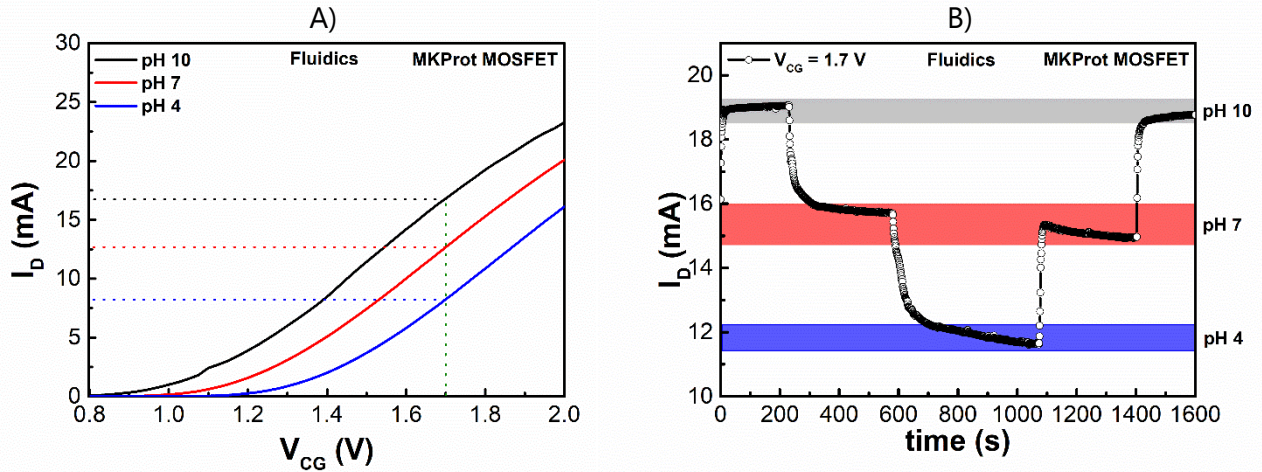 A)
30
25
20
15
10
5
0
I_D (mA)
pH 10
pH 7
pH 4
Fluidics
MKProt MOSFET
0.8 1.0 1.2 1.4 1.6 1.8 2.0
V_CG (V)
B)
20
18
16
14
12
10
I_D (mA)
V_CG = 1.7 V
Fluidics
MKProt MOSFET
pH 10
pH 7
pH 4
0 200 400 600 800 1000 1200 1400 1600
time (s)